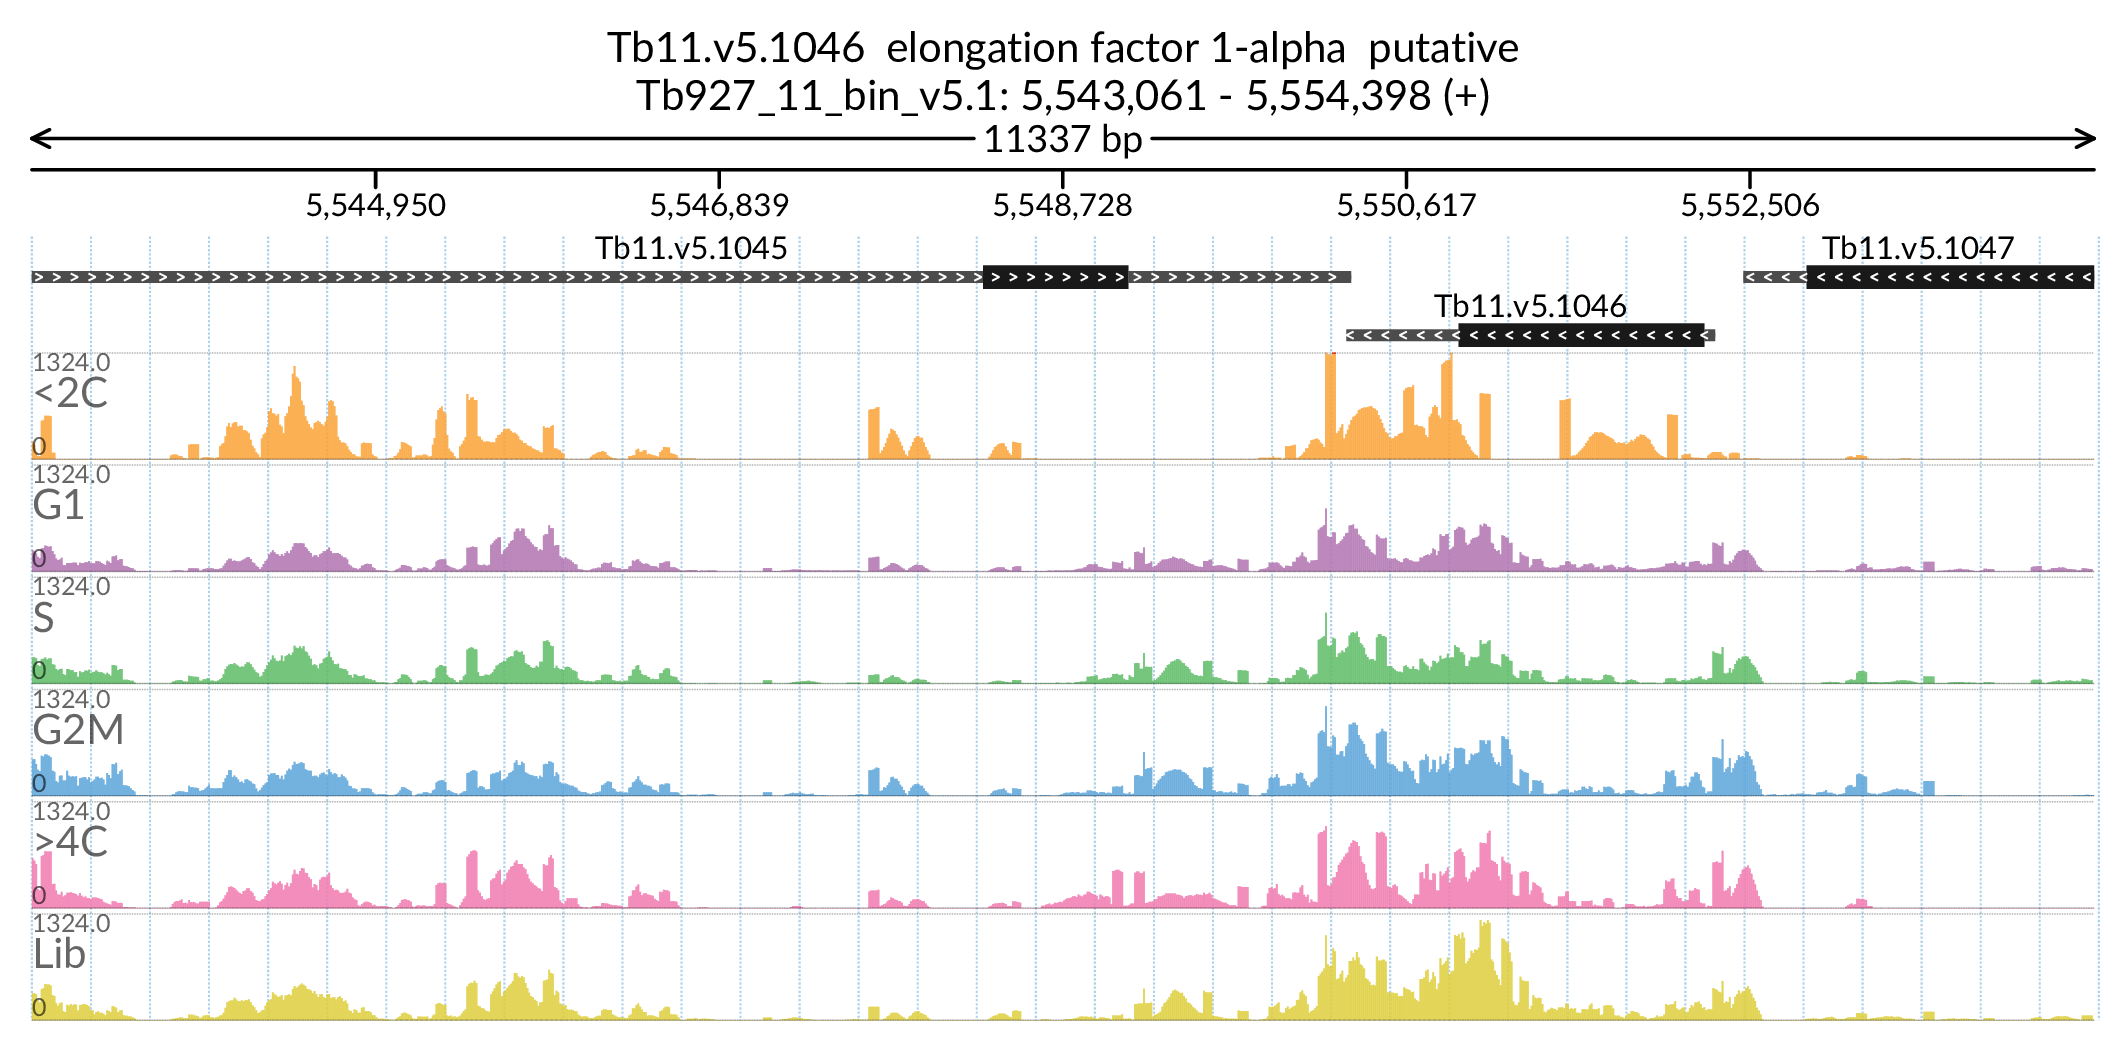 Tb11.v5.1046 elongation factor 1-alpha putative
Tb927_11_bin_v5.1: 5,543,061 - 5,554,398 (+)
11337 bp
5,544,950 5,546,839 5,548,728 5,550,617 5,552,506
Tb11.v5.1045 Tb11.v5.1047
Tb11.v5.1046
1324.0
<2C
0
1324.0
G1
0
1324.0
S
0
1324.0
G2M
0
1324.0
>4C
0
1324.0
Lib
0